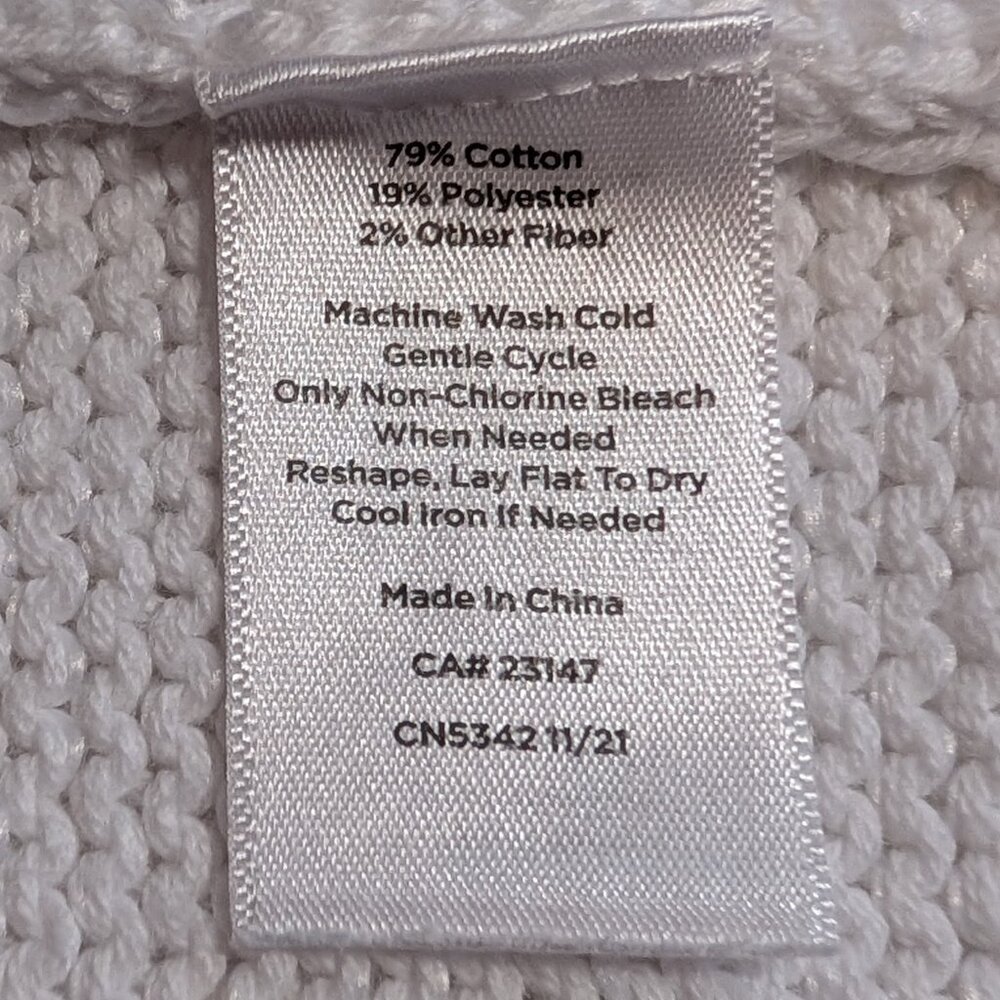 79% Cotton
19% Polyester
2% Other Fiber
Machine Wash Cold
Gentle Cycle
Only Non-Chlorine Bleach
When Needed
Reshape, Lay Flat To Dry
Cool Iron If Needed
Made In China
CA# 23147
CN5342 11/21